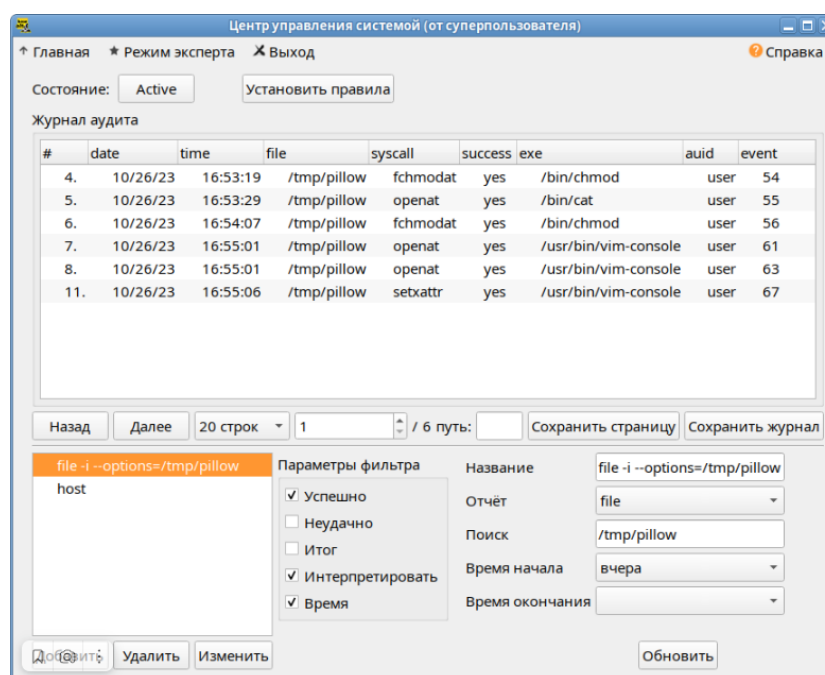 Центр управления системой (от суперпользователя)
Главная Режим эксперта Выход Справка
Состояние: Active Установить правила
Журнал аудита
# date time file syscall success exe auid event
4. 10/26/23 16:53:19 /tmp/pillow fchmodat yes /bin/chmod user 54
5. 10/26/23 16:53:29 /tmp/pillow openat yes /bin/cat user 55
6. 10/26/23 16:54:07 /tmp/pillow fchmodat yes /bin/chmod user 56
7. 10/26/23 16:55:01 /tmp/pillow openat yes /usr/bin/vim-console user 61
8. 10/26/23 16:55:01 /tmp/pillow openat yes /usr/bin/vim-console user 63
11. 10/26/23 16:55:06 /tmp/pillow setxattr yes /usr/bin/vim-console user 67
Назад Далее 20 строк 1 / 6 путь: Сохранить страницу Сохранить журнал
file -i --options=/tmp/pillow
host
Параметры фильтра
Успешно
Неудачно
Итог
Интерпретировать
Время
Название file -i --options=/tmp/pillow
Отчёт file
Поиск /tmp/pillow
Время начала вчера
Время окончания
Добавить Удалить Изменить Обновить